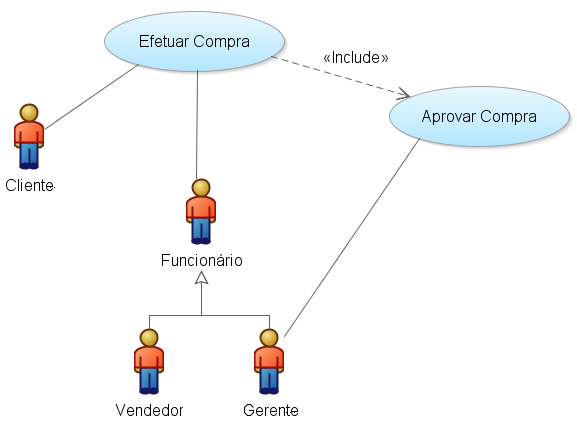 Efetuar Compra
«Include»
Aprovar Compra
Cliente
Funcionário
Vendedor
Gerente